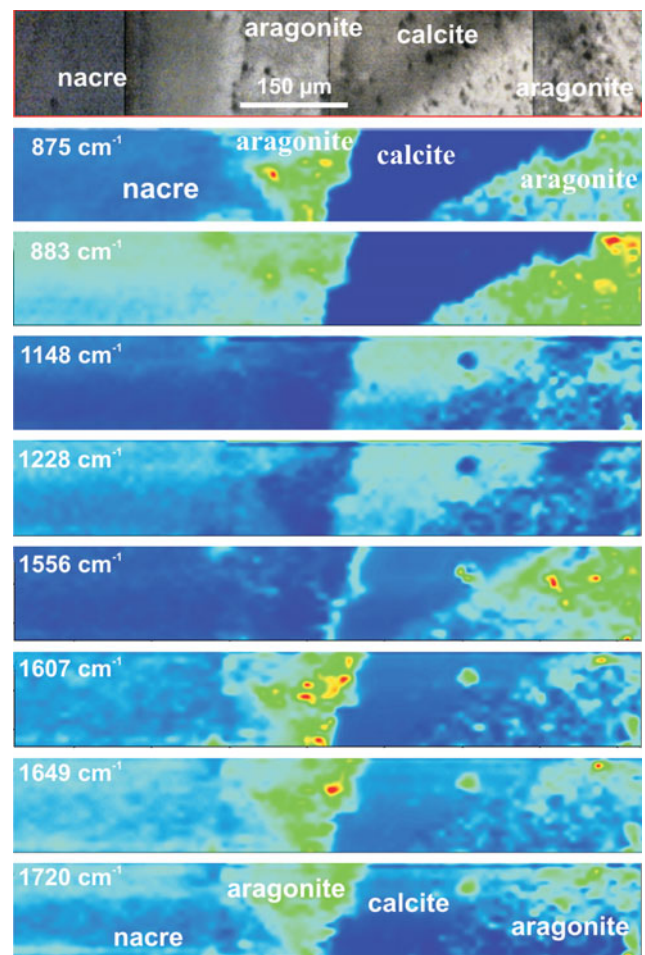 aragonite
calcite
nacre
150 µm
aragonite
875 cm⁻¹
aragonite
calcite
nacre
aragonite
883 cm⁻¹
1148 cm⁻¹
1228 cm⁻¹
1556 cm⁻¹
1607 cm⁻¹
1649 cm⁻¹
1720 cm⁻¹
aragonite
calcite
nacre
aragonite